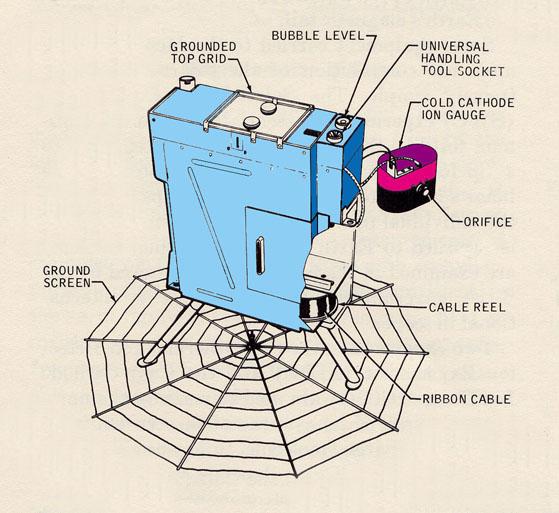 BUBBLE LEVEL
GROUNDED
TOP GRID
UNIVERSAL
HANDLING
TOOL SOCKET
COLD CATHODE
ION GAUGE
ORIFICE
GROUND
SCREEN
CABLE REEL
RIBBON CABLE